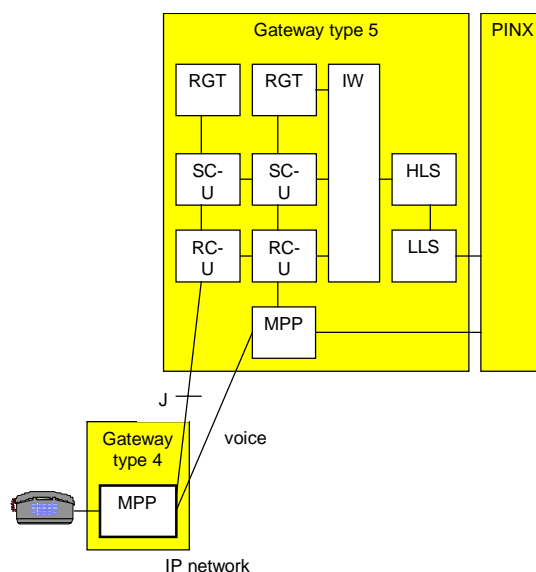 Gateway type 5
PINX
RGT
RGT
IW
SC-
U
SC-
U
HLS
RC-
U
RC-
U
LLS
MPP
J
voice
Gateway
type 4
MPP
IP network